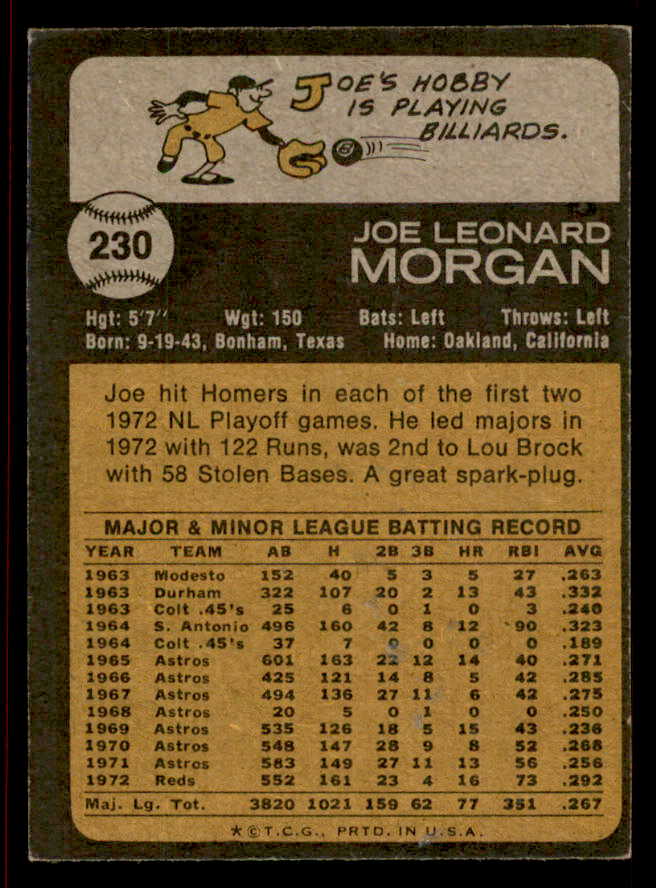 JOE'S HOBBY
IS PLAYING
BILLIARDS.
8
230
JOE LEONARD
MORGAN
Hgt: 5'7" Wgt: 150 Bats: Left Throws: Left
Born: 9-19-43, Bonham, Texas Home: Oakland, California
Joe hit Homers in each of the first two
1972 NL Playoff games. He led majors in
1972 with 122 Runs, was 2nd to Lou Brock
with 58 Stolen Bases. A great spark-plug.
MAJOR & MINOR LEAGUE BATTING RECORD
YEAR TEAM AB H 2B 3B HR RBI AVG
1963 Modesto 152 40 5 3 5 27 .263
1963 Durham 322 107 20 2 13 43 .332
1963 Colt .45's 25 6 0 1 0 3 .240
1964 S. Antonio 496 160 42 8 12 90 .323
1964 Colt .45's 37 7 0 0 0 0 .189
1965 Astros 601 163 22 12 14 40 .271
1966 Astros 425 121 14 8 5 42 .285
1967 Astros 494 136 27 11 6 42 .275
1968 Astros 20 5 0 1 0 0 .250
1969 Astros 535 126 18 5 15 43 .236
1970 Astros 548 147 28 9 8 52 .268
1971 Astros 583 149 27 11 13 56 .256
1972 Reds 552 161 23 4 16 73 .292
Maj. Lg. Tot. 3820 1021 159 62 77 351 .267
★©T.C.G., PRTD. IN U.S.A.